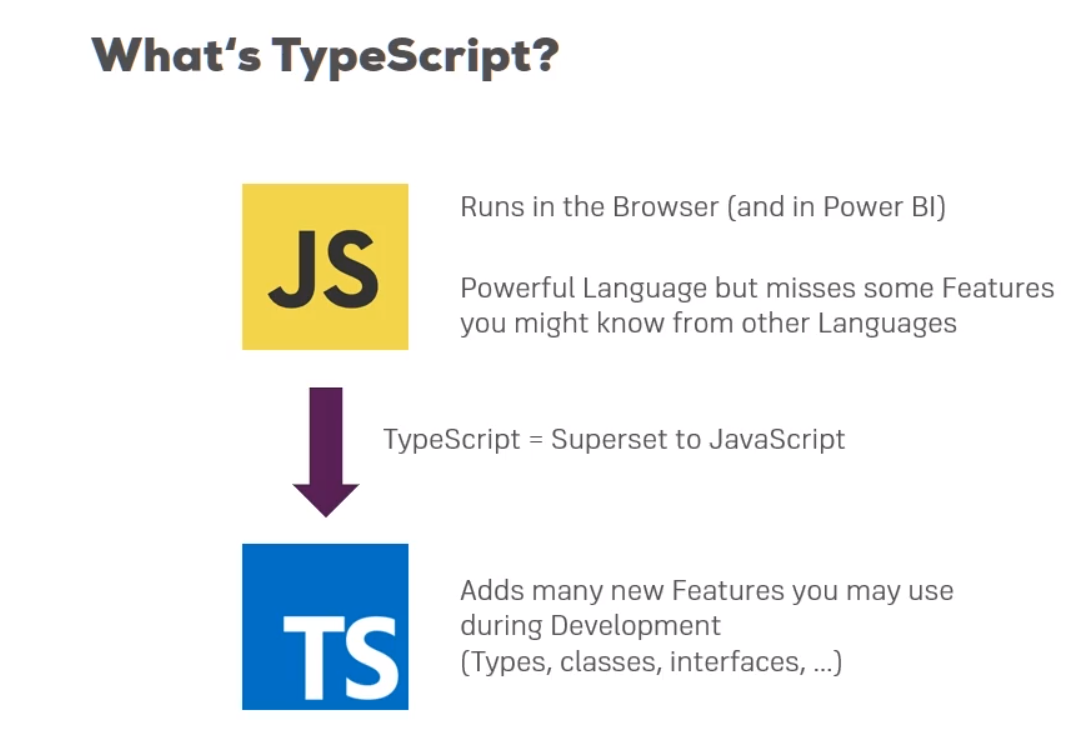 What‘s TypeScript?
JS
Runs in the Browser (and in Power BI)
Powerful Language but misses some Features
you might know from other Languages
TypeScript = Superset to JavaScript
TS
Adds many new Features you may use
during Development
(Types, classes, interfaces, ...)